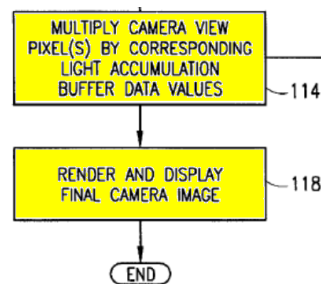 MULTIPLY CAMERA VIEW
PIXEL(S) BY CORRESPONDING
LIGHT ACCUMULATION
BUFFER DATA VALUES
114
RENDER AND DISPLAY
FINAL CAMERA IMAGE
118
END